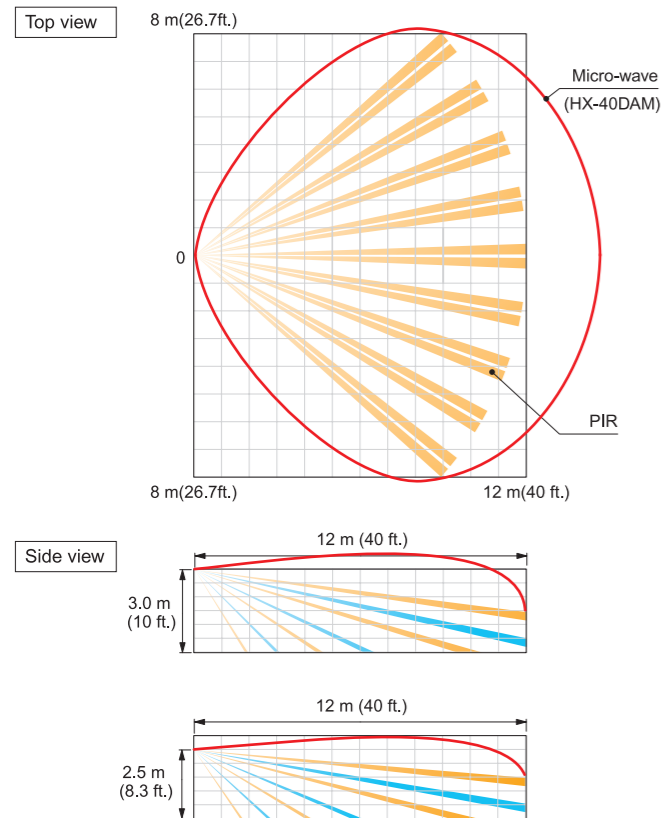 Top view
8 m(26.7ft.)
Micro-wave
(HX-40DAM)
0
PIR
8 m(26.7ft.)
12 m(40 ft.)
Side view
12 m (40 ft.)
3.0 m
(10 ft.)
12 m (40 ft.)
2.5 m
(8.3 ft.)